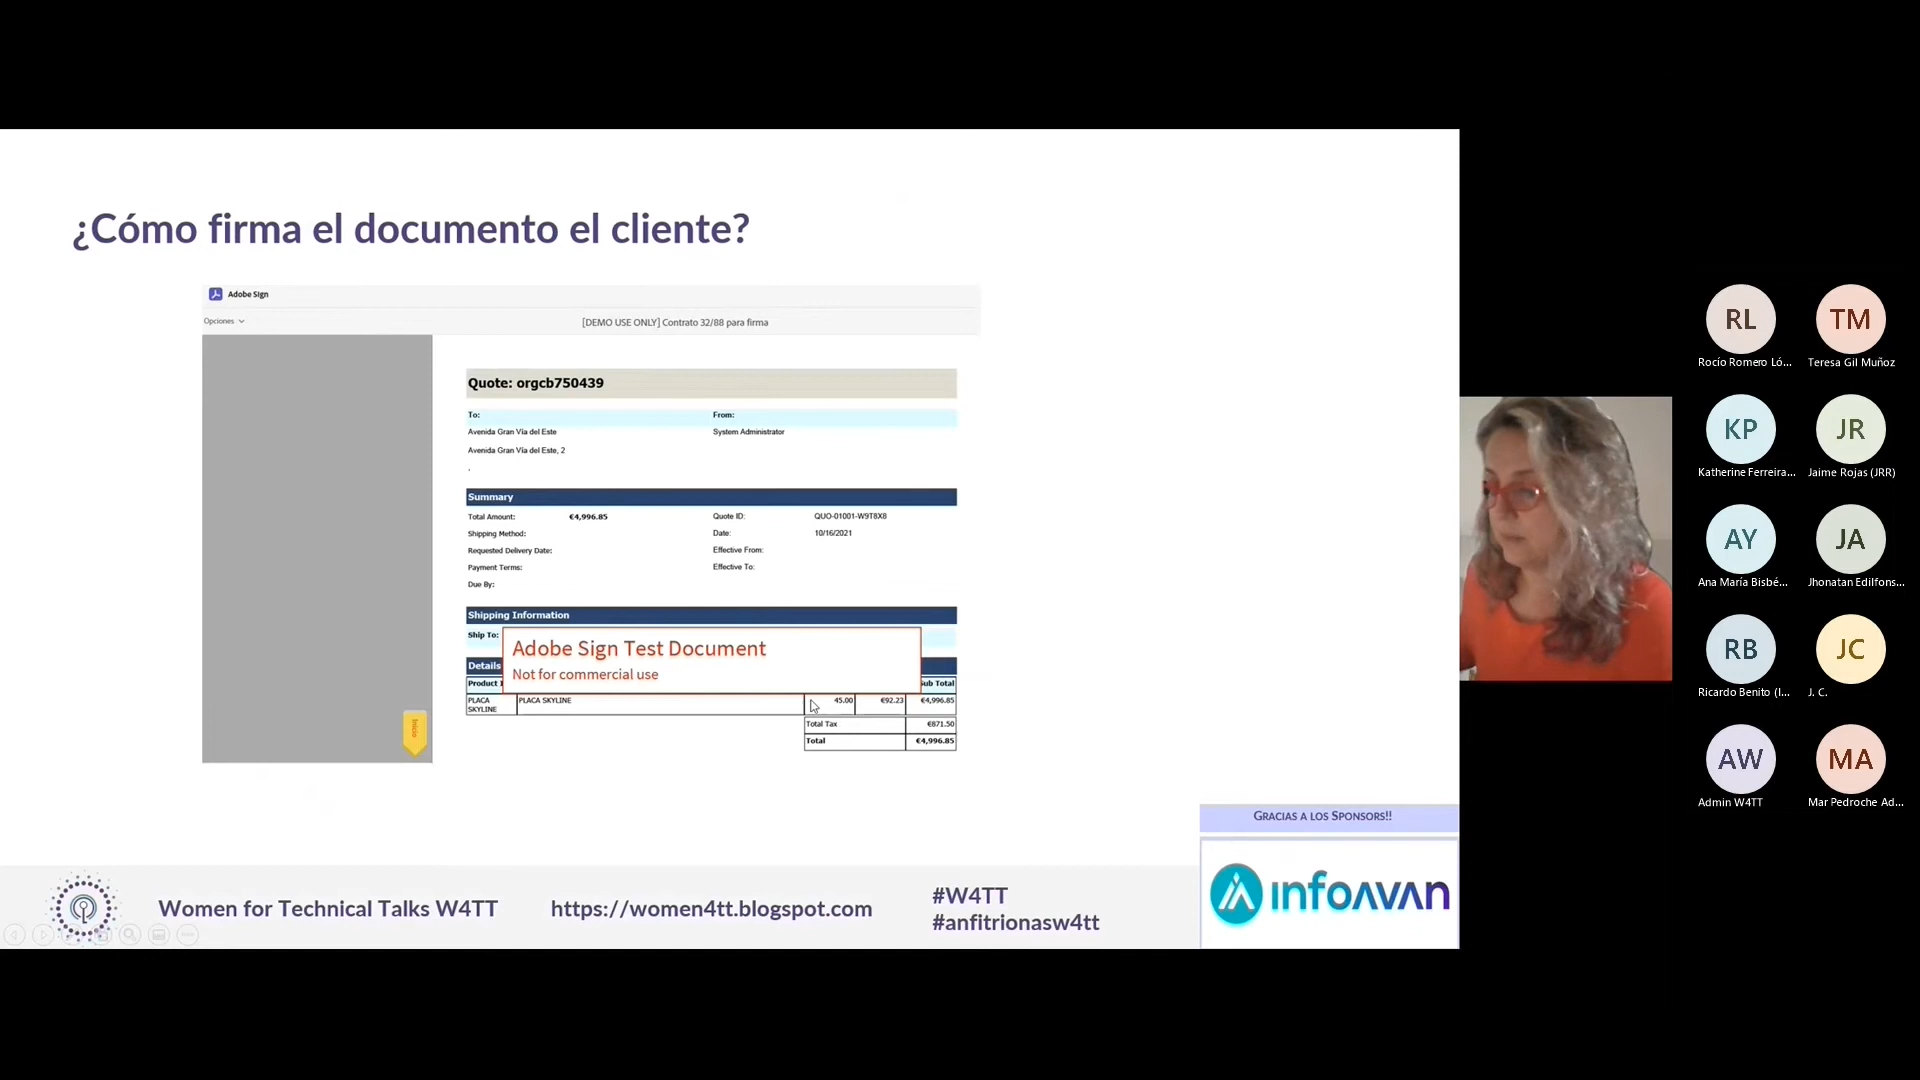 ¿Cómo firma el documento el cliente?
Adobe Sign
Opciones
[DEMO USE ONLY] Contrato 32/88 para firma
Quote: orgcb750439
To: From:
Avenida Gran Vía del Este System Administrator
Avenida Gran Vía del Este, 2
Summary
Total Amount: €4,996.85 Quote ID: QUO-01001-W9T8X8
Shipping Method: Date: 10/16/2021
Requested Delivery Date: Effective From:
Payment Terms: Effective To:
Due By:
Shipping Information
Ship To:
Adobe Sign Test Document
Not for commercial use
Details
Product Sub Total
PLACA SKYLINE PLACA SKYLINE 45.00 €92.23 €4,996.85
Total Tax €871.50
Total €4,996.85
Inicio
GRACIAS A LOS SPONSORS!!
infoavan
Women for Technical Talks W4TT
https://women4tt.blogspot.com
#W4TT
#anfitrionasw4tt
RL TM
Rocío Romero Ló... Teresa Gil Muñoz
KP JR
Katherine Ferreira... Jaime Rojas (JRR)
AY JA
Ana María Bisbé... Jhonatan Edilfons...
RB JC
Ricardo Benito (I... J. C.
AW MA
Admin W4TT Mar Pedroche Ad...